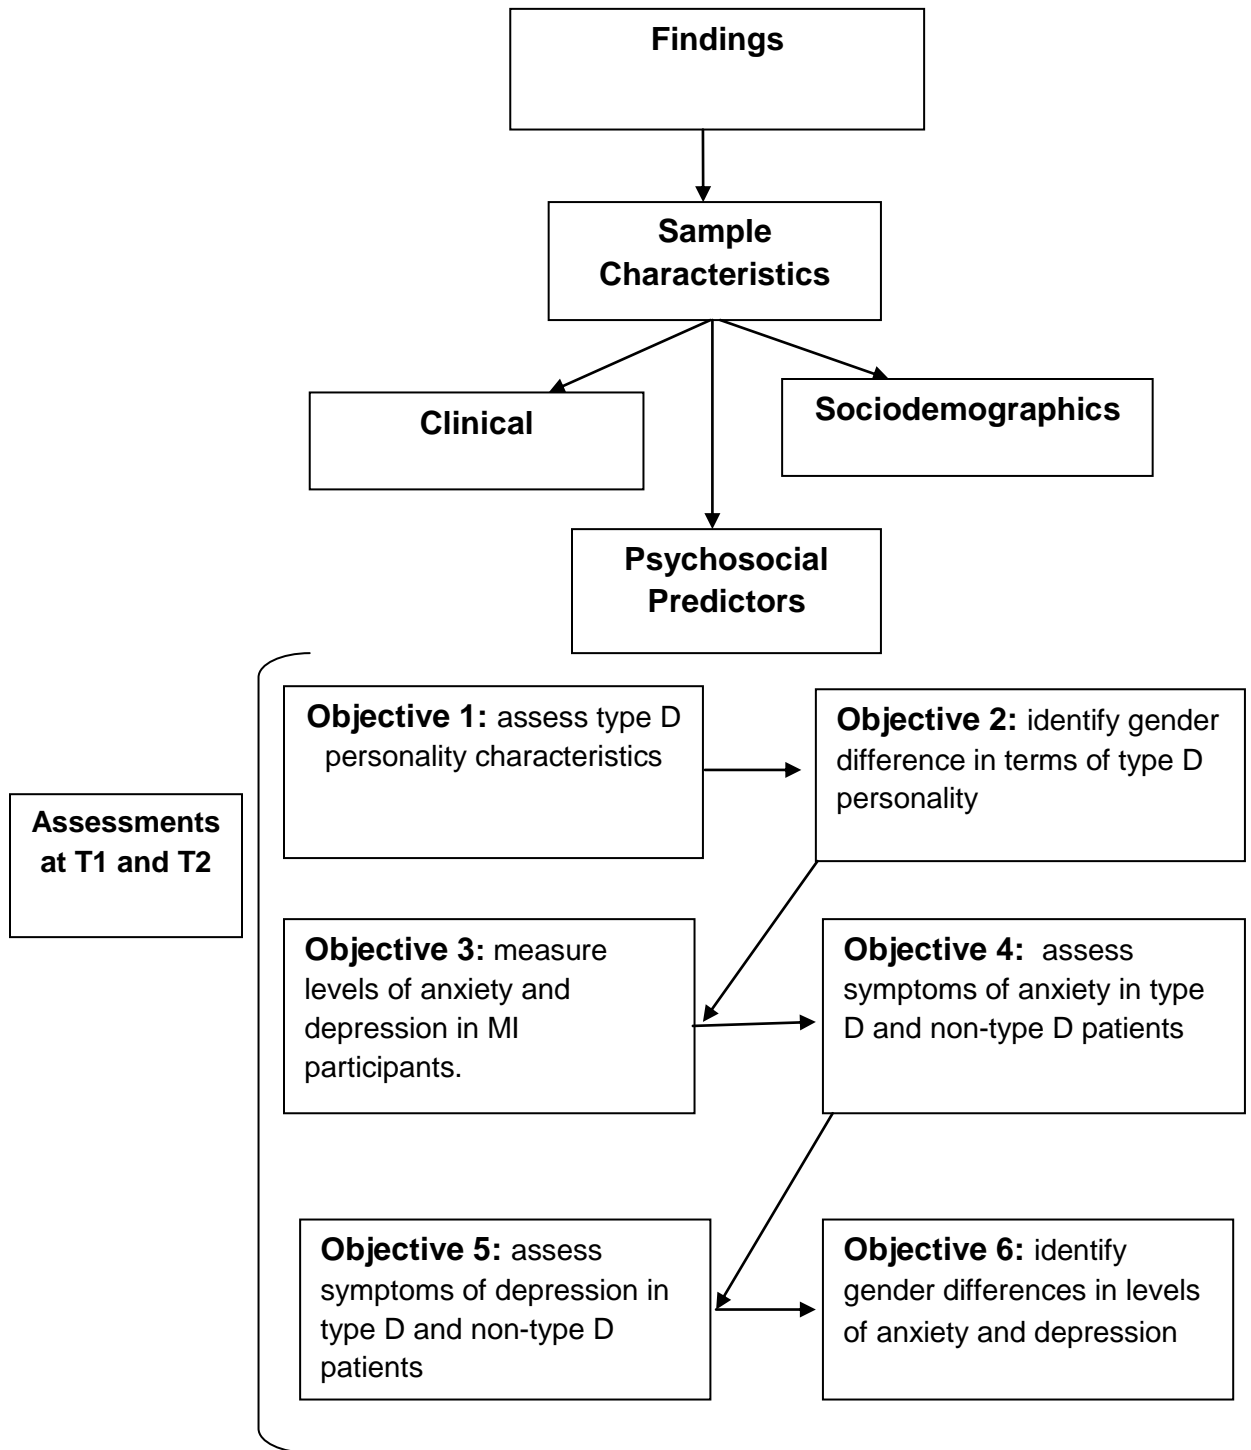 Findings
Sample
Characteristics
Clinical
Sociodemographics
Psychosocial
Predictors
Assessments
at T1 and T2
Objective 1: assess type D
personality characteristics
Objective 2: identify gender
difference in terms of type D
personality
Objective 3: measure
levels of anxiety and
depression in MI
participants.
Objective 4: assess
symptoms of anxiety in type
D and non-type D patients
Objective 5: assess
symptoms of depression in
type D and non-type D
patients
Objective 6: identify
gender differences in levels
of anxiety and depression